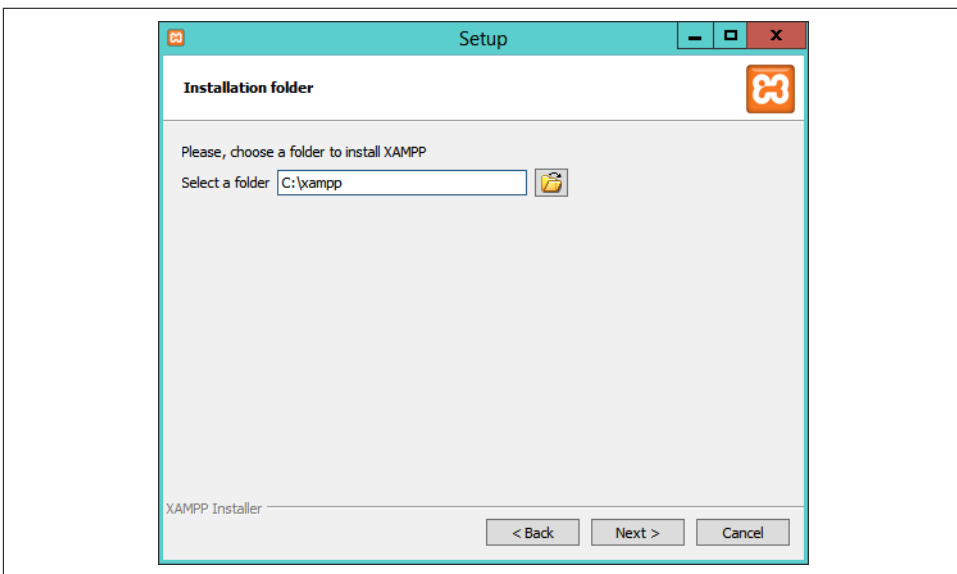 Setup
Installation folder
Please, choose a folder to install XAMPP
Select a folder C:\xampp
XAMPP Installer
< Back Next > Cancel